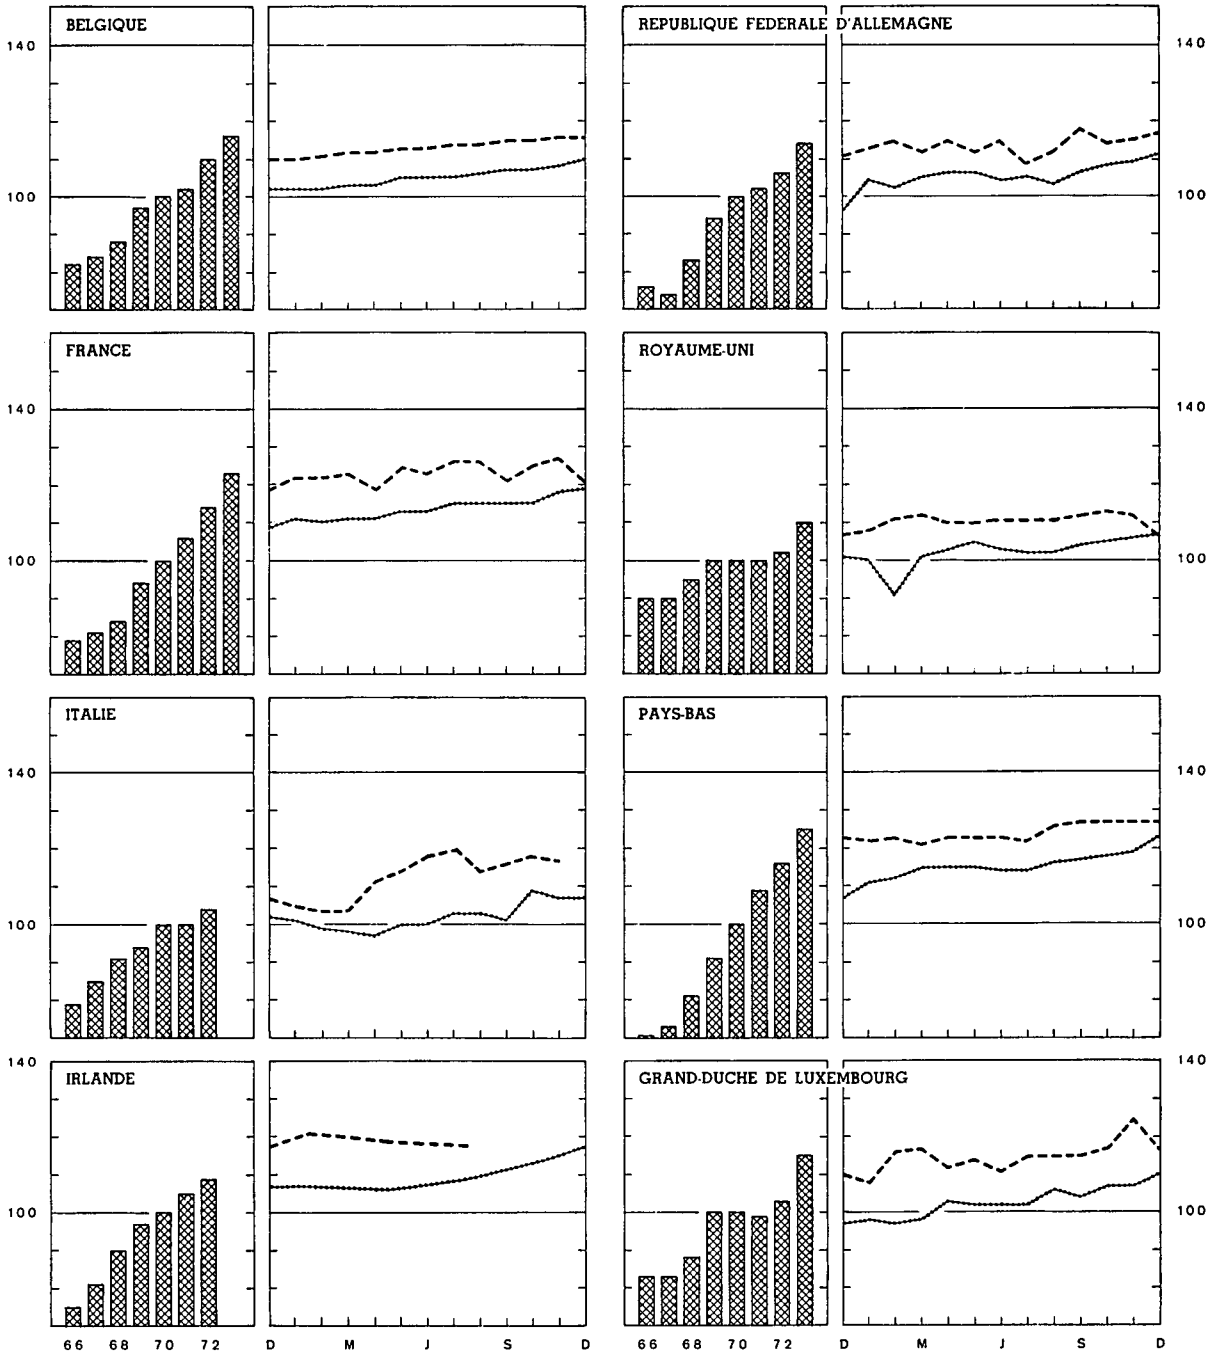 BELGIQUE
REPUBLIQUE FEDERALE D'ALLEMAGNE
140
140
100
100
FRANCE
ROYAUME-UNI
140
140
100
100
ITALIE
PAYS-BAS
140
140
100
100
IRLANDE
GRAND-DUCHE DE LUXEMBOURG
140
140
100
100
66 68 70 72 D M J S D 66 68 70 72 D M J S D